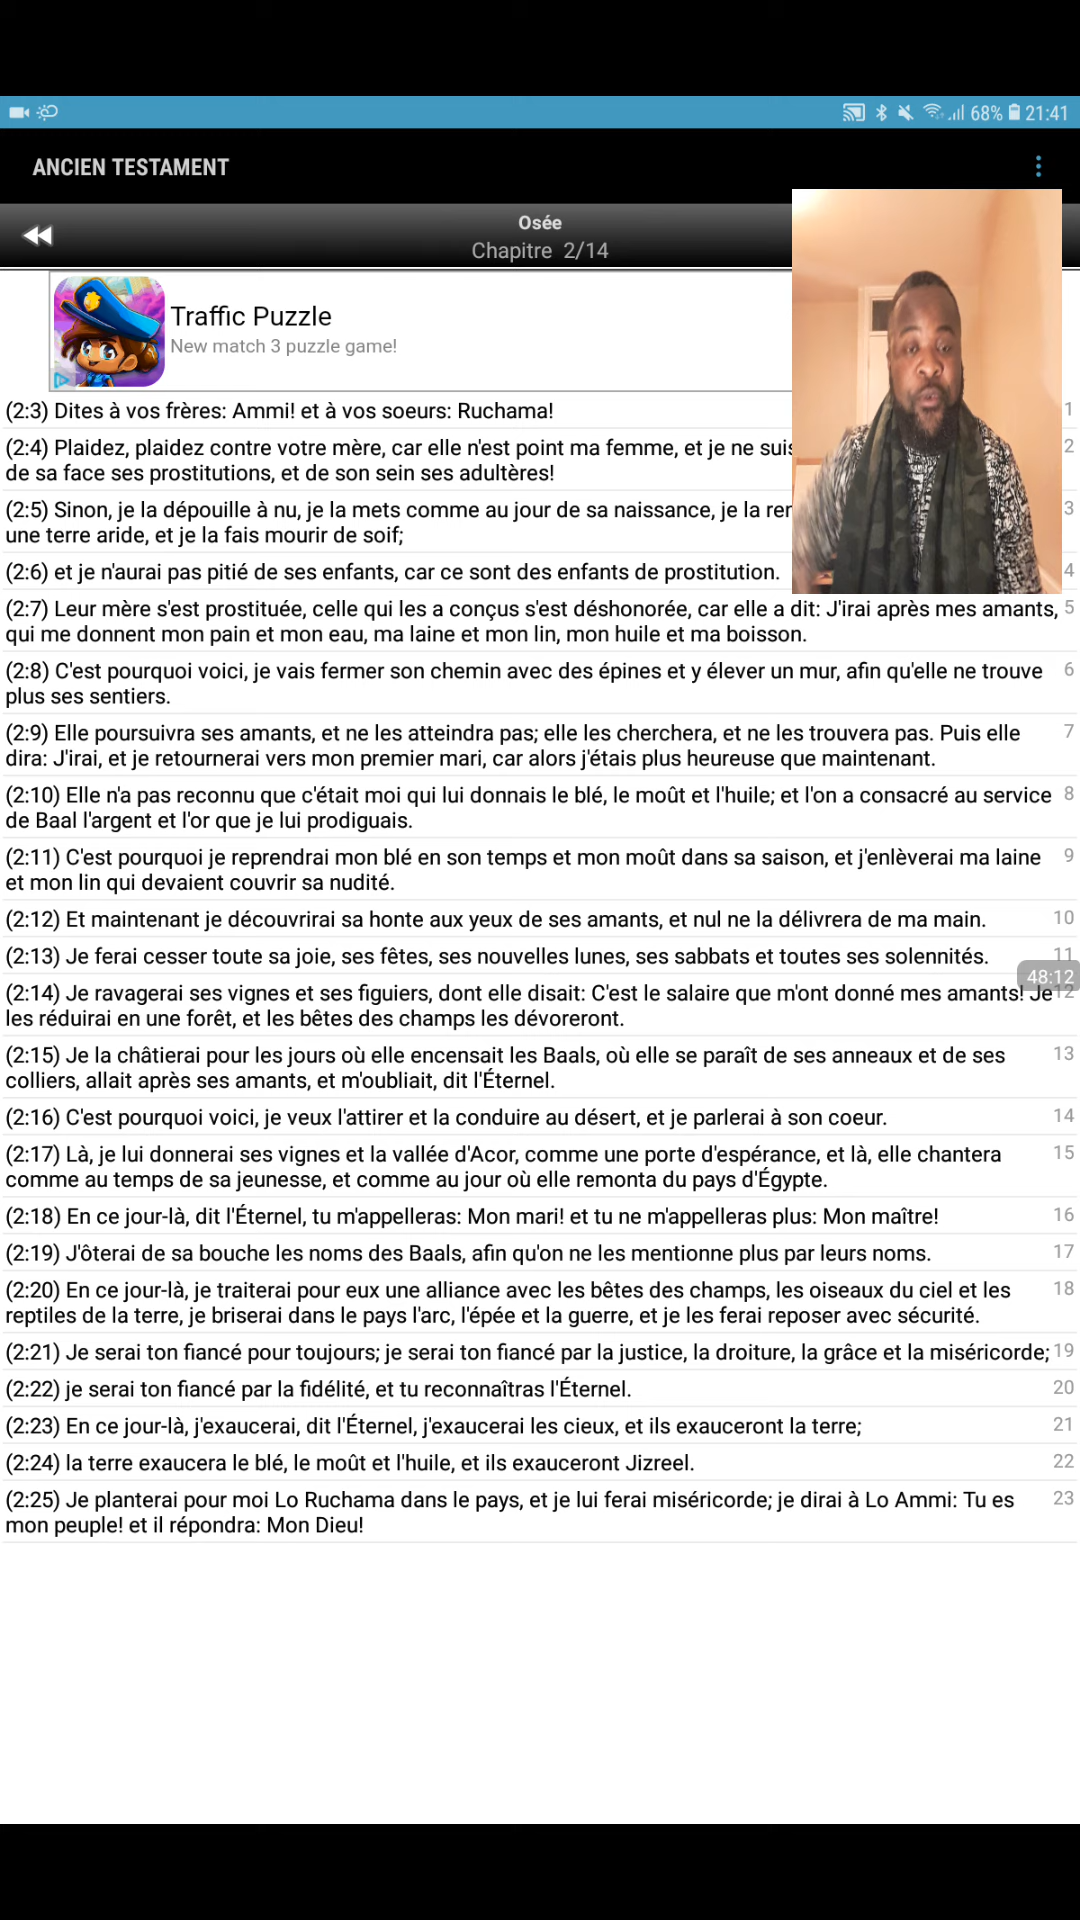 68% 21:41
ANCIEN TESTAMENT
Osée
Chapitre 2/14
Traffic Puzzle
New match 3 puzzle game!
(2:3) Dites à vos frères: Ammi! et à vos soeurs: Ruchama! 1
(2:4) Plaidez, plaidez contre votre mère, car elle n'est point ma femme, et je ne suis 2
de sa face ses prostitutions, et de son sein ses adultères!
(2:5) Sinon, je la dépouille à nu, je la mets comme au jour de sa naissance, je la 3
une terre aride, et je la fais mourir de soif;
(2:6) et je n'aurai pas pitié de ses enfants, car ce sont des enfants de prostitution. 4
(2:7) Leur mère s'est prostituée, celle qui les a conçus s'est déshonorée, car elle a dit: J'irai après mes amants, 5
qui me donnent mon pain et mon eau, ma laine et mon lin, mon huile et ma boisson.
(2:8) C'est pourquoi voici, je vais fermer son chemin avec des épines et y élever un mur, afin qu'elle ne trouve 6
plus ses sentiers.
(2:9) Elle poursuivra ses amants, et ne les atteindra pas; elle les cherchera, et ne les trouvera pas. Puis elle 7
dira: J'irai, et je retournerai vers mon premier mari, car alors j'étais plus heureuse que maintenant.
(2:10) Elle n'a pas reconnu que c'était moi qui lui donnais le blé, le moût et l'huile; et l'on a consacré au service 8
de Baal l'argent et l'or que je lui prodiguais.
(2:11) C'est pourquoi je reprendrai mon blé en son temps et mon moût dans sa saison, et j'enlèverai ma laine 9
et mon lin qui devaient couvrir sa nudité.
(2:12) Et maintenant je découvrirai sa honte aux yeux de ses amants, et nul ne la délivrera de ma main. 10
(2:13) Je ferai cesser toute sa joie, ses fêtes, ses nouvelles lunes, ses sabbats et toutes ses solennités. 11
48:12
(2:14) Je ravagerai ses vignes et ses figuiers, dont elle disait: C'est le salaire que m'ont donné mes amants! Je 12
les réduirai en une forêt, et les bêtes des champs les dévoreront.
(2:15) Je la châtierai pour les jours où elle encensait les Baals, où elle se paraît de ses anneaux et de ses 13
colliers, allait après ses amants, et m'oubliait, dit l'Éternel.
(2:16) C'est pourquoi voici, je veux l'attirer et la conduire au désert, et je parlerai à son coeur. 14
(2:17) Là, je lui donnerai ses vignes et la vallée d'Acor, comme une porte d'espérance, et là, elle chantera 15
comme au temps de sa jeunesse, et comme au jour où elle remonta du pays d'Égypte.
(2:18) En ce jour-là, dit l'Éternel, tu m'appelleras: Mon mari! et tu ne m'appelleras plus: Mon maître! 16
(2:19) J'ôterai de sa bouche les noms des Baals, afin qu'on ne les mentionne plus par leurs noms. 17
(2:20) En ce jour-là, je traiterai pour eux une alliance avec les bêtes des champs, les oiseaux du ciel et les 18
reptiles de la terre, je briserai dans le pays l'arc, l'épée et la guerre, et je les ferai reposer avec sécurité.
(2:21) Je serai ton fiancé pour toujours; je serai ton fiancé par la justice, la droiture, la grâce et la miséricorde; 19
(2:22) je serai ton fiancé par la fidélité, et tu reconnaîtras l'Éternel. 20
(2:23) En ce jour-là, j'exaucerai, dit l'Éternel, j'exaucerai les cieux, et ils exauceront la terre; 21
(2:24) la terre exaucera le blé, le moût et l'huile, et ils exauceront Jizreel. 22
(2:25) Je planterai pour moi Lo Ruchama dans le pays, et je lui ferai miséricorde; je dirai à Lo Ammi: Tu es 23
mon peuple! et il répondra: Mon Dieu!